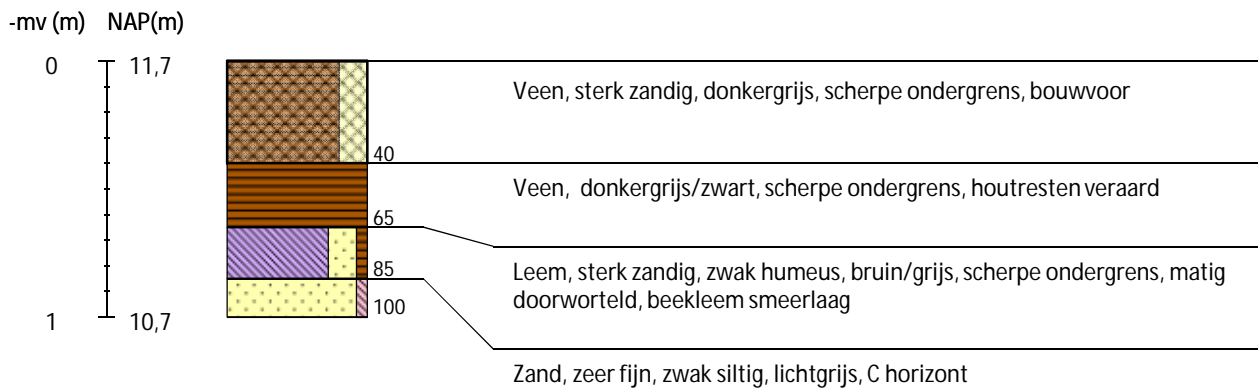 -mv (m) NAP(m)
0 11,7
Veen, sterk zandig, donkergrijs, scherpe ondergrens, bouwvoor
40
Veen, donkergrijs/zwart, scherpe ondergrens, houtresten veraard
65
Leem, sterk zandig, zwak humeus, bruin/grijs, scherpe ondergrens, matig
doorworteld, beekleem smeerlaag
85
100
1 10,7
Zand, zeer fijn, zwak siltig, lichtgrijs, C horizont